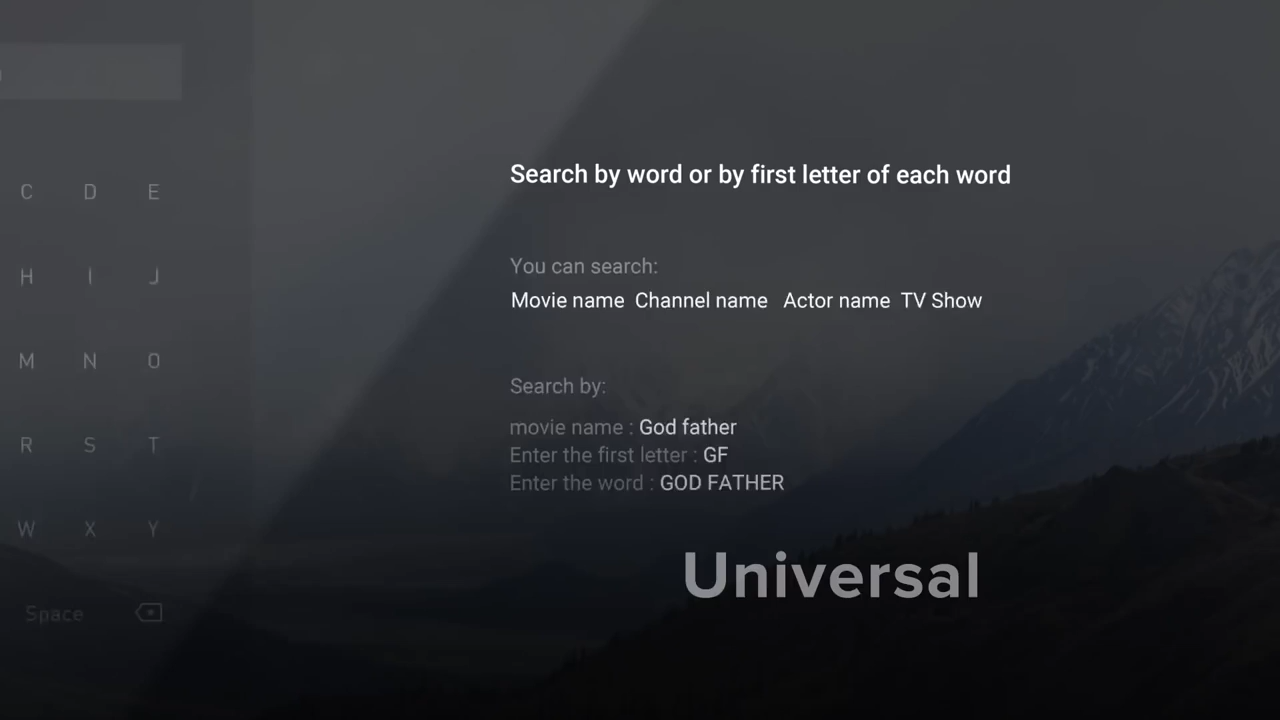 C D E
H I J
M N O
R S T
W X Y
Space
Search by word or by first letter of each word
You can search:
Movie name Channel name Actor name TV Show
Search by:
movie name : God father
Enter the first letter : GF
Enter the word : GOD FATHER
Universal